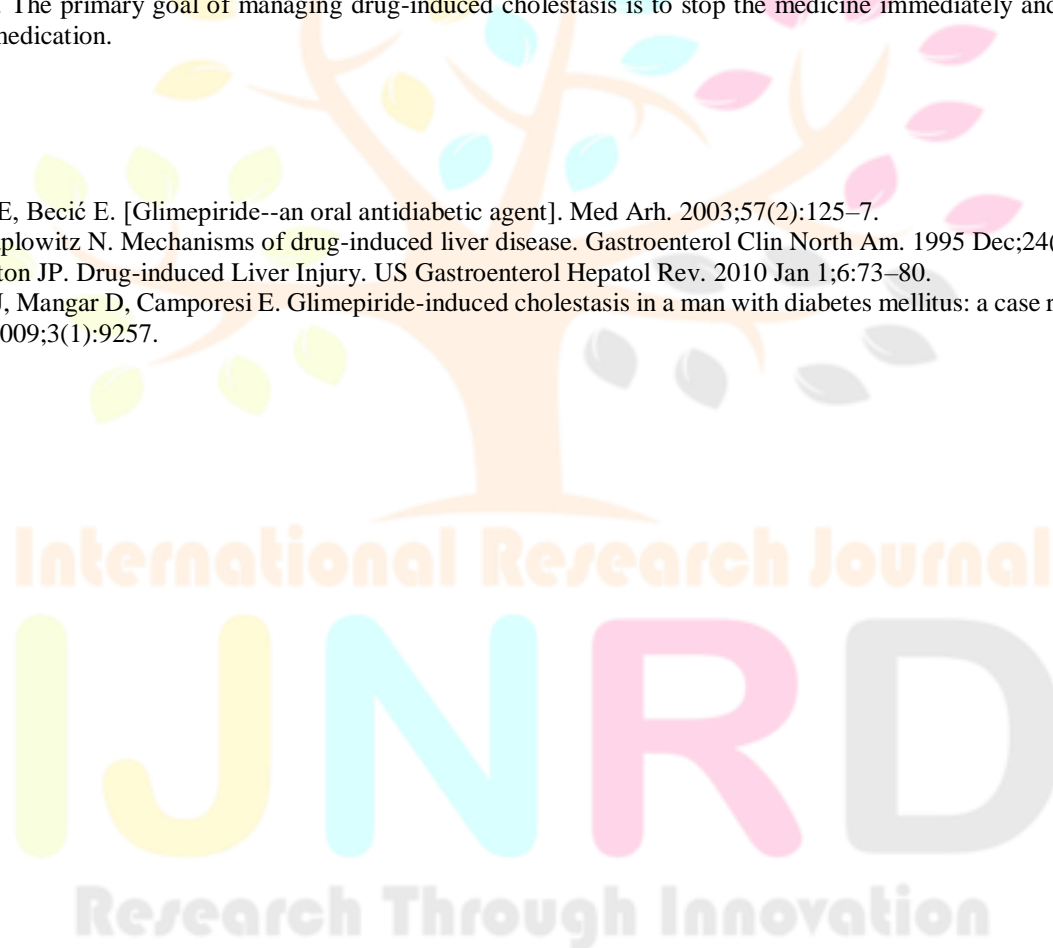 . The primary goal of managing drug-induced cholestasis is to stop the medicine immediately and
medication.
E, Becić E. [Glimepiride--an oral antidiabetic agent]. Med Arh. 2003;57(2):125–7.
aplowitz N. Mechanisms of drug-induced liver disease. Gastroenterol Clin North Am. 1995 Dec;24(
ton JP. Drug-induced Liver Injury. US Gastroenterol Hepatol Rev. 2010 Jan 1;6:73–80.
J, Mangar D, Camporesi E. Glimepiride-induced cholestasis in a man with diabetes mellitus: a case r
009;3(1):9257.
International Research Journal
IJNRD
Research Through Innovation